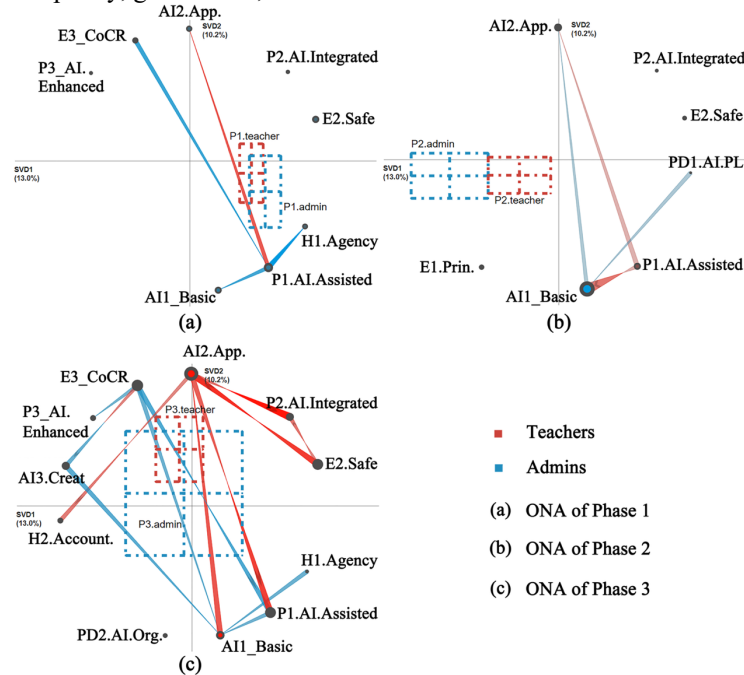 AI2.App.
SVD2
(10.2%)
E3_CoCR
P3_AI.
Enhanced
P2.AI.Integrated
E2.Safe
P1.teacher
SVD1
(13.0%)
P1.admin
H1.Agency
P1.AI.Assisted
AI1_Basic
(a)
AI2.App.
SVD2
(10.2%)
P2.AI.Integrated
E2.Safe
P2.admin
PD1.AI.PL
SVD1
(13.0%)
P2.teacher
E1.Prin.
P1.AI.Assisted
AI1_Basic
(b)
AI2.App.
SVD2
(10.2%)
E3_CoCR
P3_AI.
Enhanced
P3.teacher
P2.AI.Integrated
E2.Safe
AI3.Creat
SVD1
(13.0%)
P3.admin
H2.Account.
H1.Agency
P1.AI.Assisted
PD2.AI.Org.
AI1_Basic
(c)
Teachers
Admins
(a) ONA of Phase 1
(b) ONA of Phase 2
(c) ONA of Phase 3